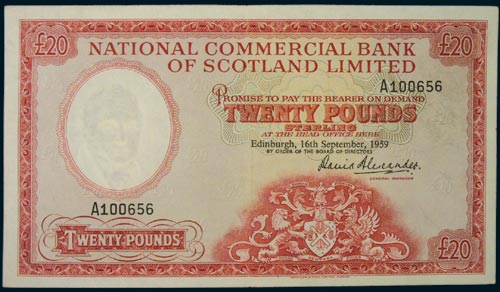 £20
£20
NATIONAL COMMERCIAL BANK
OF SCOTLAND LIMITED
A100656
PROMISE TO PAY THE BEARER ON DEMAND
TWENTY POUNDS
STERLING
AT THE HEAD OFFICE HERE
Edinburgh, 16th September, 1959
BY ORDER OF THE BOARD OF DIRECTORS
David Alexander.
GENERAL MANAGER
A100656
TWENTY POUNDS
£20